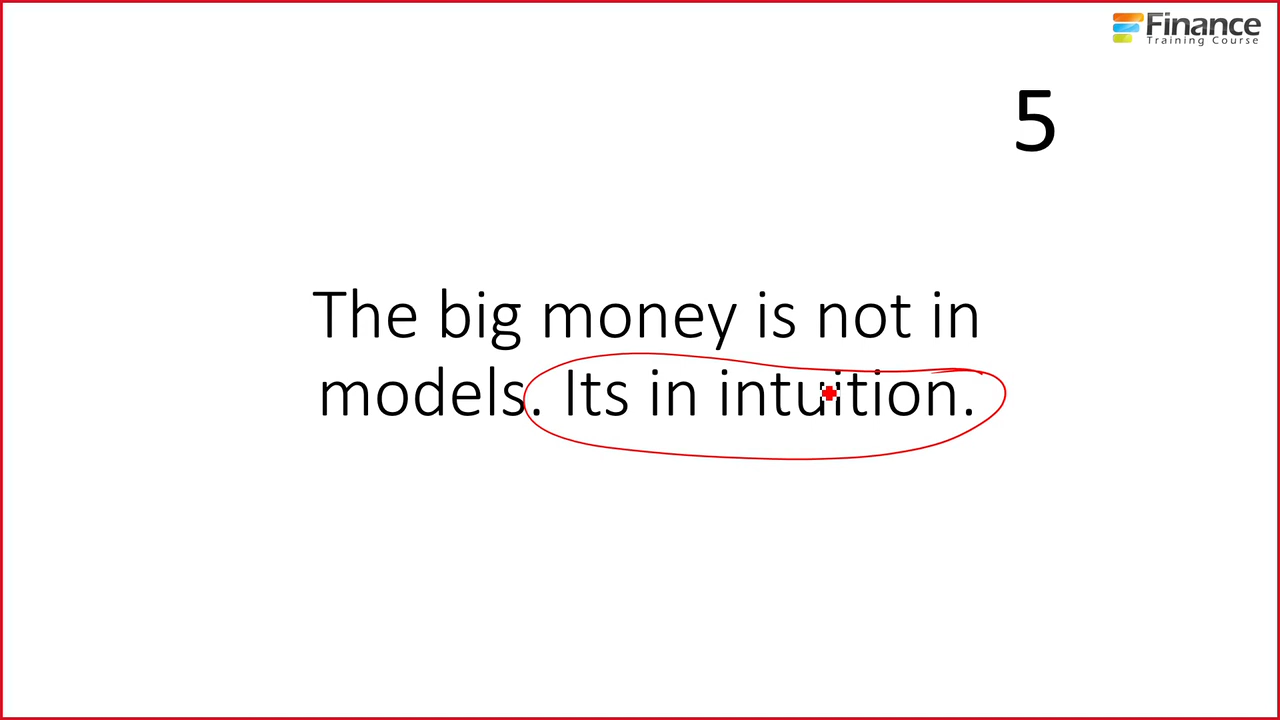 Finance
Training Course
5
The big money is not in
models. Its in intuition.